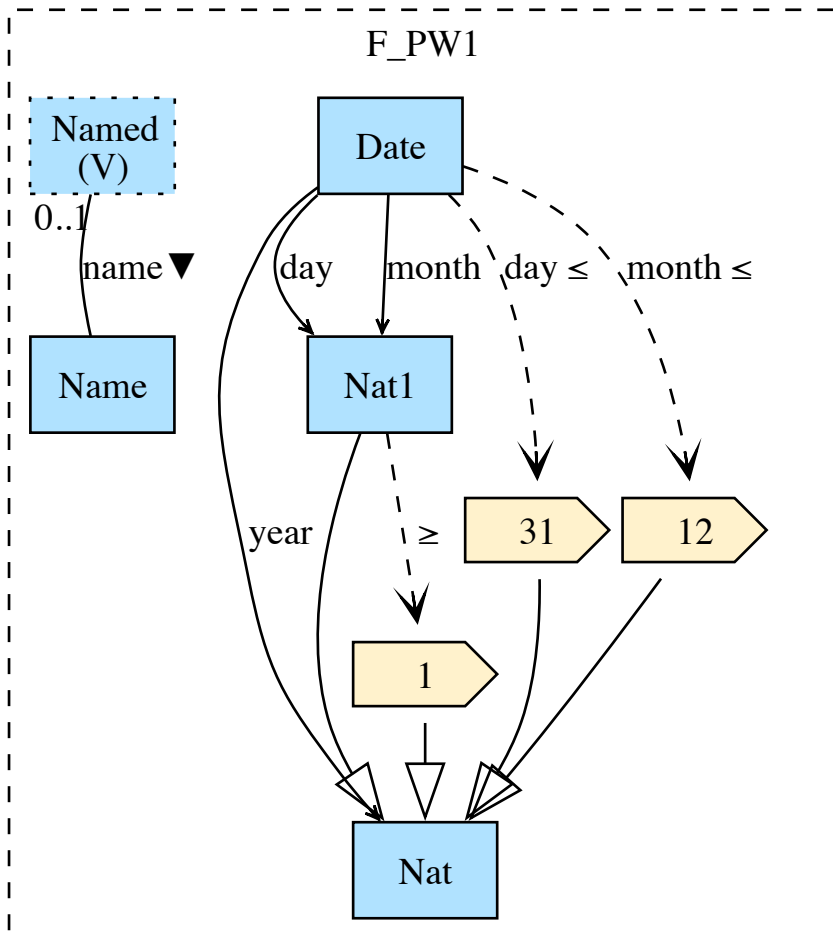 F_PW1
Named
(V)
Date
0..1
name ▼
day
month
day ≤
month ≤
Name
Nat1
year
≥
31
12
1
Nat